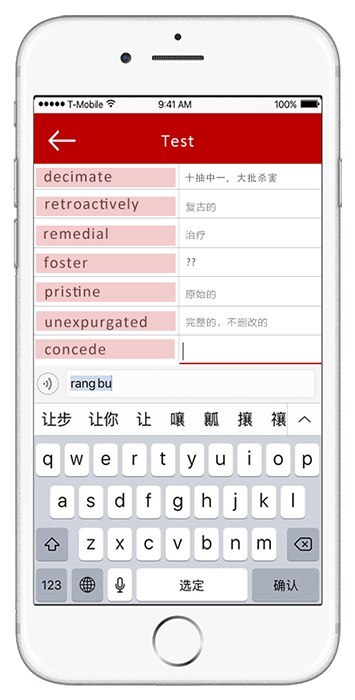 T-Mobile 9:41 AM 100%
Test
decimate 十抽中一，大批杀害
retroactively 复古的
remedial 治疗
foster ??
pristine 原始的
unexpurgated 完整的，不删改的
concede
rang bu
让步 让你 让 嚷 瓤 攘 禳
q w e r t y u i o p
a s d f g h j k l
z x c v b n m
123 选定 确认